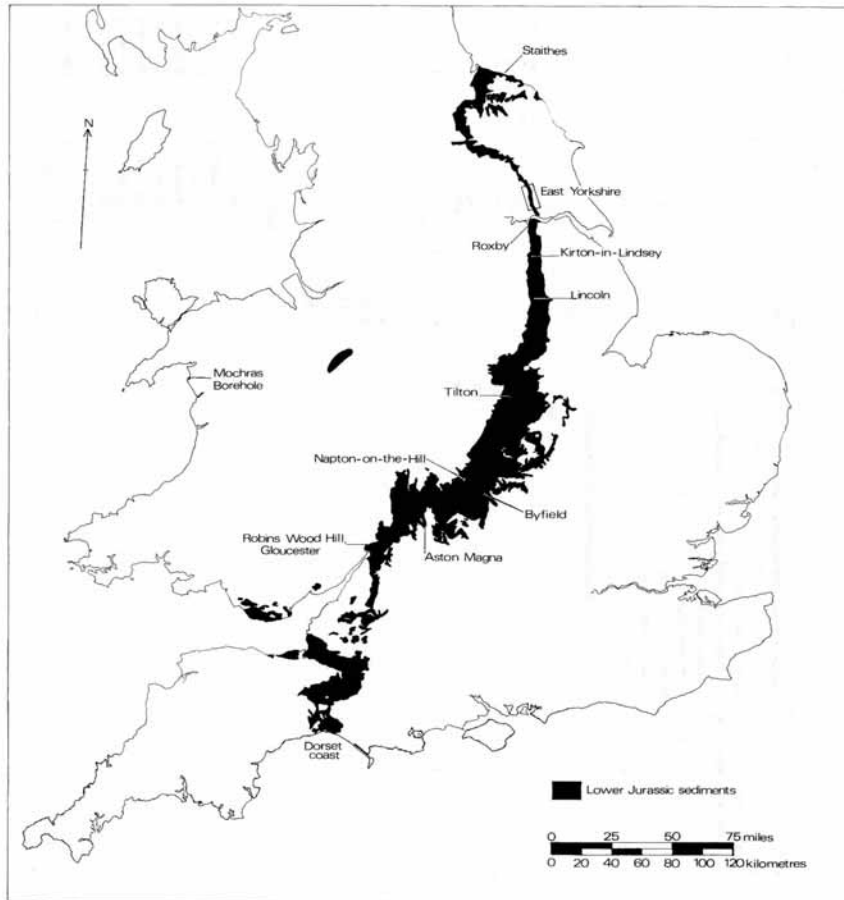 Staithes
N
East Yorkshire
Roxby
Kirton-in-Lindsey
Lincoln
Mochras
Borehole
Tilton
Napton-on-the-Hill
Byfield
Robins Wood Hill
Gloucester
Aston Magna
Dorset
coast
Lower Jurassic sediments
0 25 50 75 miles
0 20 40 60 80 100 120
kilometres